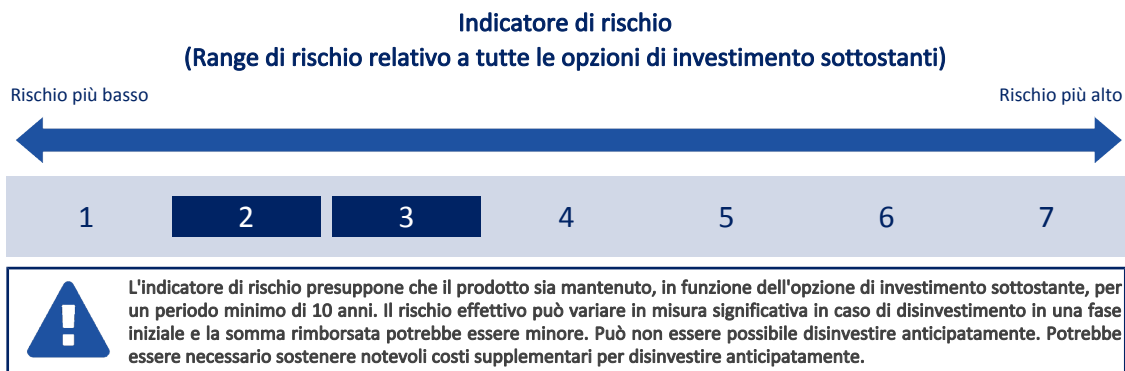 Indicatore di rischio
(Range di rischio relativo a tutte le opzioni di investimento sottostanti)
Rischio più basso
Rischio più alto
1 2 3 4 5 6 7
L'indicatore di rischio presuppone che il prodotto sia mantenuto, in funzione dell'opzione di investimento sottostante, per
un periodo minimo di 10 anni. Il rischio effettivo può variare in misura significativa in caso di disinvestimento in una fase
iniziale e la somma rimborsata potrebbe essere minore. Può non essere possibile disinvestire anticipatamente. Potrebbe
essere necessario sostenere notevoli costi supplementari per disinvestire anticipatamente.